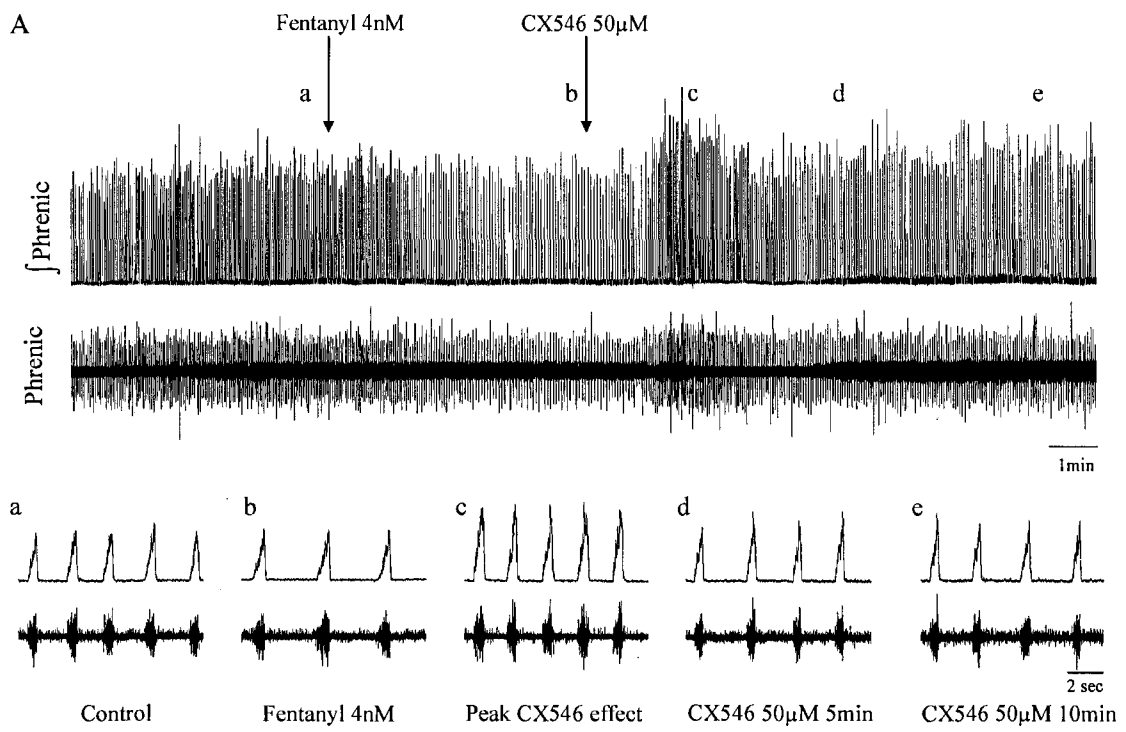 A
Fentanyl 4nM
CX546 50µM
a
b
c
d
e
∫Phrenic
Phrenic
1min
a
b
c
d
e
2 sec
Control
Fentanyl 4nM
Peak CX546 effect
CX546 50µM 5min
CX546 50µM 10min